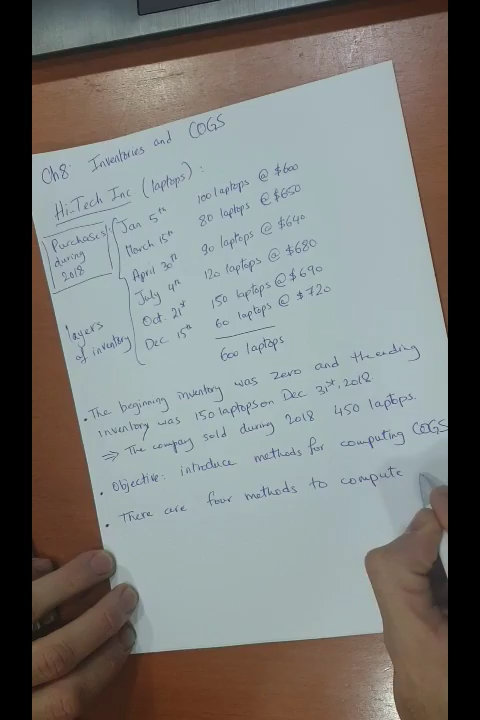 Ch8: Inventories and COGS
Hi-Tech Inc (laptops):
Purchases during 2018:
Jan 5th 100 laptops @ $600
March 15th 80 laptops @ $650
April 30th 90 laptops @ $640
July 4th 120 laptops @ $680
Oct. 21st 150 laptops @ $690
Dec 15th 60 laptops @ $720
600 laptops
layers of inventory
• The beginning inventory was zero and the ending
inventory was 150 laptops on Dec 31st, 2018.
⇒ The company sold during 2018 450 laptops.
• Objective: introduce methods for computing COGS
• There are four methods to compute